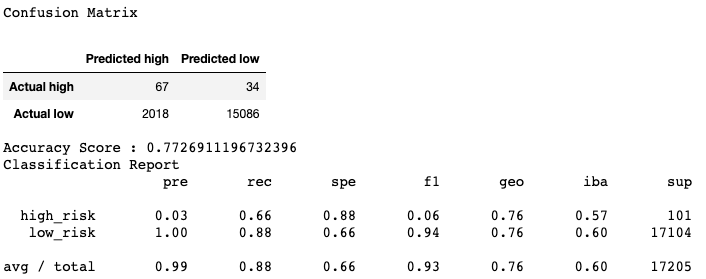 Confusion Matrix
Predicted high Predicted low
Actual high 67 34
Actual low 2018 15086
Accuracy Score : 0.7726911196732396
Classification Report
pre rec spe f1 geo iba sup
high_risk 0.03 0.66 0.88 0.06 0.76 0.57 101
low_risk 1.00 0.88 0.66 0.94 0.76 0.60 17104
avg / total 0.99 0.88 0.66 0.93 0.76 0.60 17205